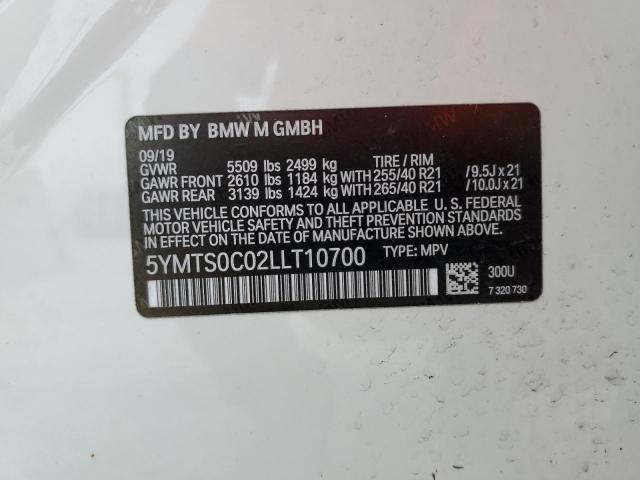 MFD BY BMW M GMBH
09/19
GVWR 5509 lbs 2499 kg TIRE / RIM
GAWR FRONT 2610 lbs 1184 kg WITH 255/40 R21 / 9.5J x 21
GAWR REAR 3139 lbs 1424 kg WITH 265/40 R21 / 10.0J x 21
THIS VEHICLE CONFORMS TO ALL APPLICABLE U. S. FEDERAL
MOTOR VEHICLE SAFETY AND THEFT PREVENTION STANDARDS
IN EFFECT ON THE DATE OF MANUFACTURE SHOWN ABOVE.
5YMTS0C02LLT10700 TYPE: MPV
300U
7 320 730